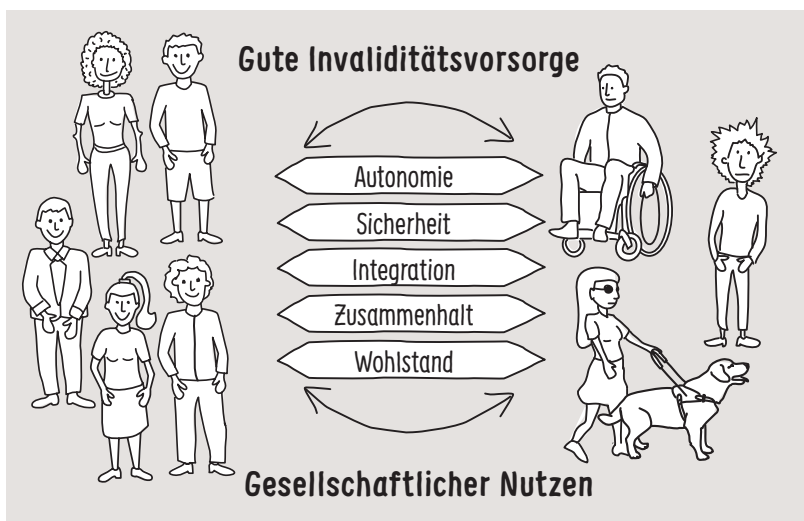 Gute Invaliditätsvorsorge
Autonomie
Sicherheit
Integration
Zusammenhalt
Wohlstand
Gesellschaftlicher Nutzen